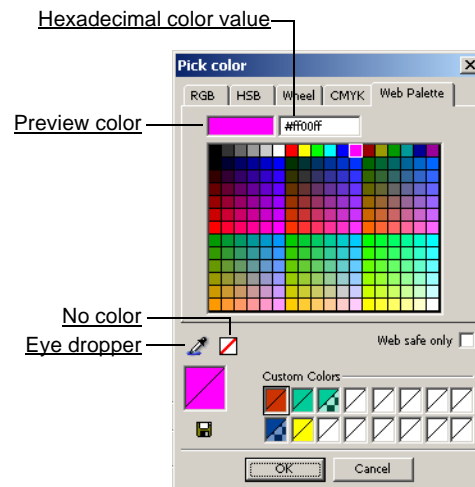 Hexadecimal color value
Pick color
RGB HSB Wheel CMYK Web Palette
Preview color
#ff00ff
No color
Eye dropper
Web safe only
Custom Colors
OK Cancel